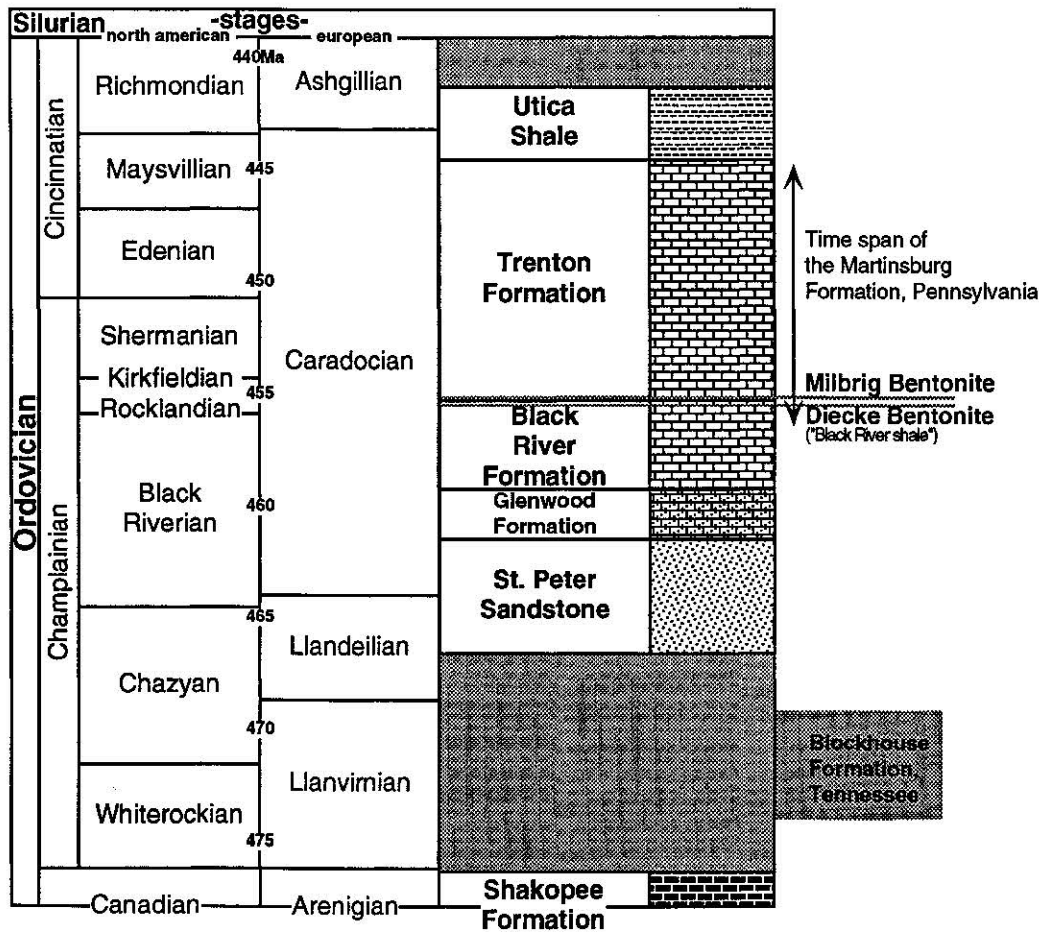 Silurian
-stages-
north american
european
Ordovician
Cincinnatian
Champlainian
Richmondian
Maysvillian
Edenian
Shermanian
Kirkfieldian
Rocklandian
Black
Riverian
Chazyan
Whiterockian
Canadian
440Ma
445
450
455
460
465
470
475
Ashgillian
Caradocian
Llandeilian
Llanvirnian
Arenigian
Utica
Shale
Trenton
Formation
Black
River
Formation
Glenwood
Formation
St. Peter
Sandstone
Shakopee
Formation
Time span of
the Martinsburg
Formation, Pennsylvania
Milbrig Bentonite
Diecke Bentonite
("Black River shale")
Blockhouse
Formation,
Tennessee